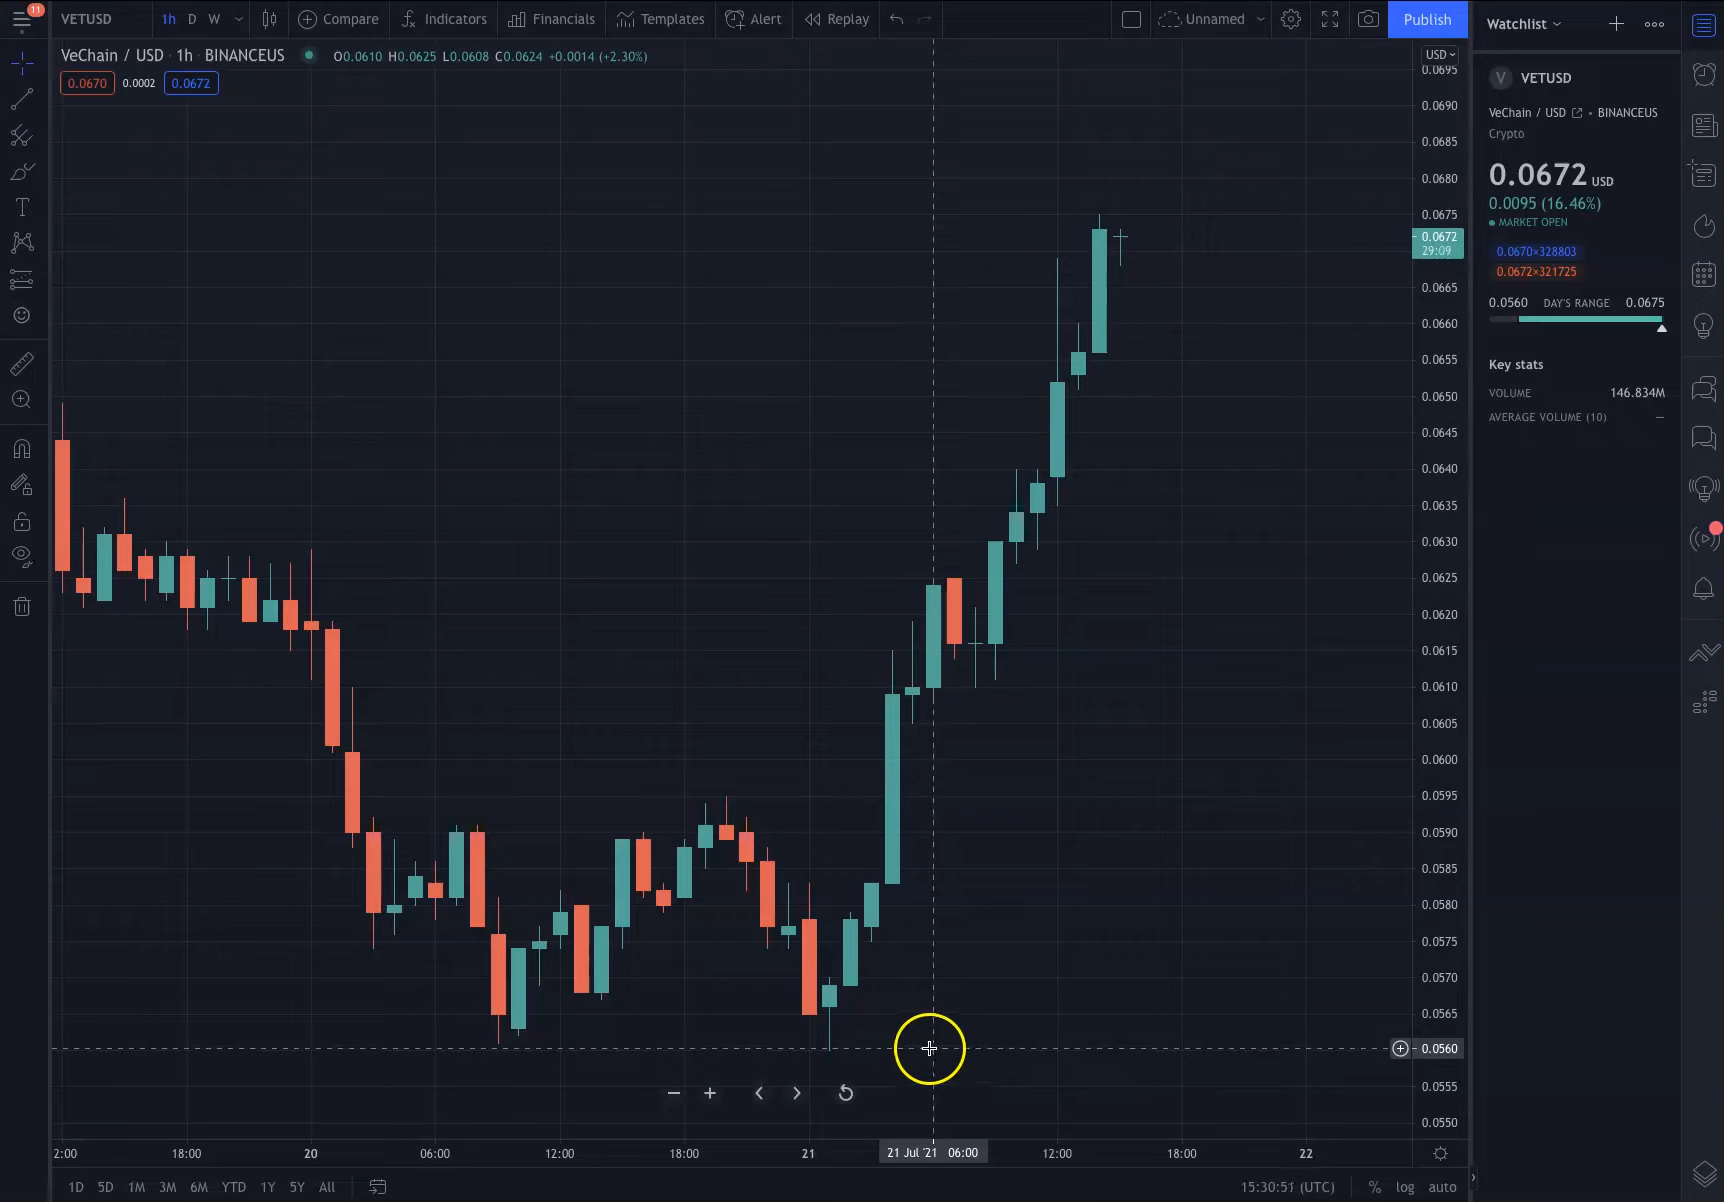 11
VETUSD 1h D W Compare Indicators Financials Templates Alert Replay Unnamed Publish
VeChain / USD · 1h · BINANCEUS O0.0610 H0.0625 L0.0608 C0.0624 +0.0014 (+2.30%)
0.0670 0.0002 0.0672
USD
0.0695
0.0690
0.0685
0.0680
0.0675
0.0672
29:09
0.0665
0.0660
0.0655
0.0650
0.0645
0.0640
0.0635
0.0630
0.0625
0.0620
0.0615
0.0610
0.0605
0.0600
0.0595
0.0590
0.0585
0.0580
0.0575
0.0570
0.0565
0.0560
0.0555
0.0550
2:00 18:00 20 06:00 12:00 18:00 21 21 Jul '21 06:00 12:00 18:00 22
1D 5D 1M 3M 6M YTD 1Y 5Y All 15:30:51 (UTC) % log auto
Watchlist
V VETUSD
VeChain / USD • BINANCEUS
Crypto
0.0672 USD
0.0095 (16.46%)
MARKET OPEN
0.0670×328803
0.0672×321725
0.0560 DAY'S RANGE 0.0675
Key stats
VOLUME 146.834M
AVERAGE VOLUME (10) —